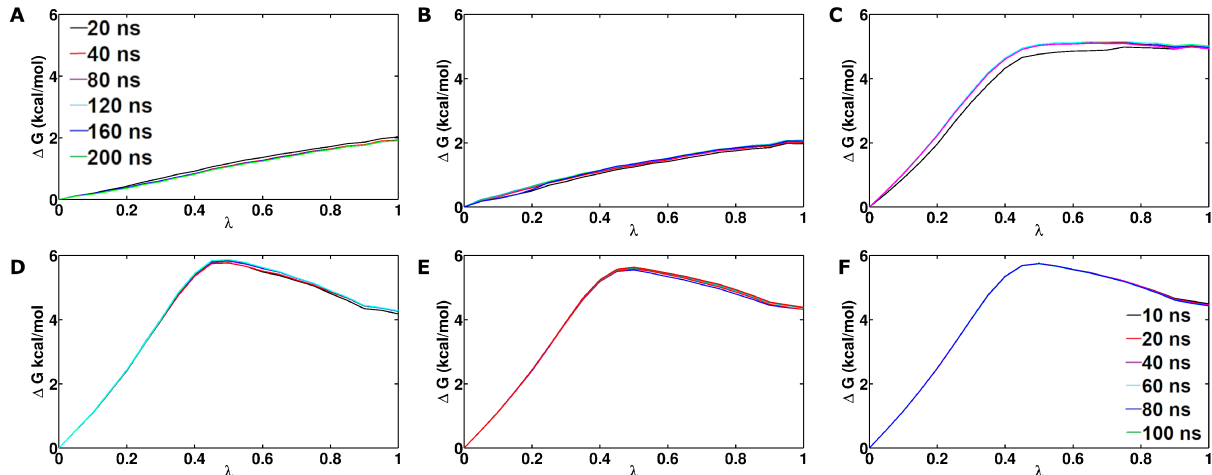 A
6
4
2
0
Δ G (kcal/mol)
20 ns
40 ns
80 ns
120 ns
160 ns
200 ns
0 0.2 0.4 0.6 0.8 1
λ
B
6
4
2
0
Δ G (kcal/mol)
0 0.2 0.4 0.6 0.8 1
λ
C
6
4
2
0
Δ G (kcal/mol)
0 0.2 0.4 0.6 0.8 1
λ
D
6
4
2
0
Δ G kcal/mol)
0 0.2 0.4 0.6 0.8 1
λ
E
6
4
2
0
Δ G (kcal/mol)
0 0.2 0.4 0.6 0.8 1
λ
F
6
4
2
0
Δ G (kcal/mol)
10 ns
20 ns
40 ns
60 ns
80 ns
100 ns
0 0.2 0.4 0.6 0.8 1
λ